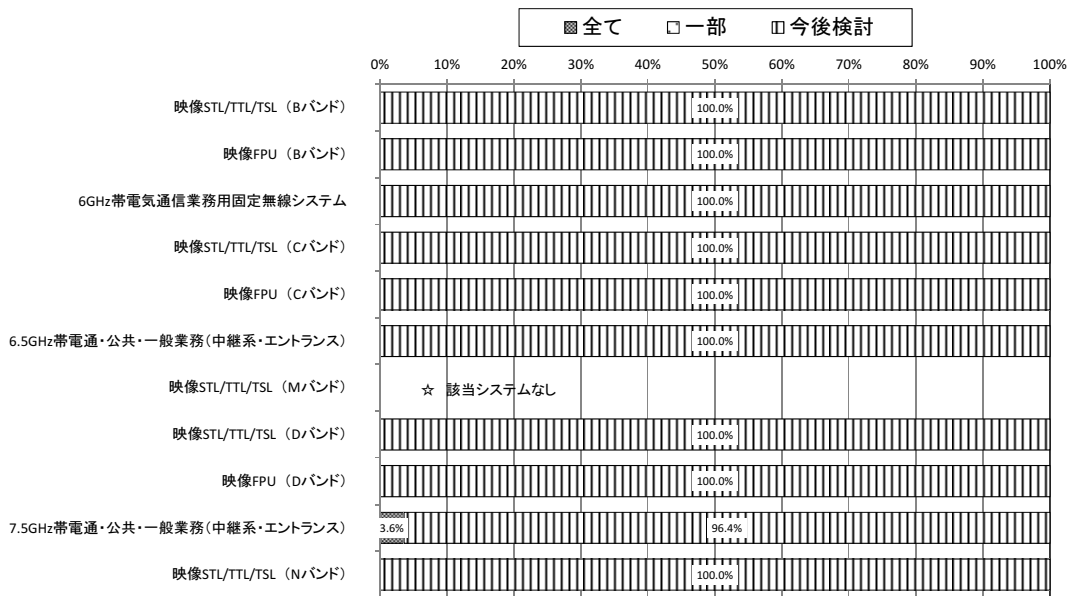 全て 一部 今後検討
0% 10% 20% 30% 40% 50% 60% 70% 80% 90% 100%
映像STL/TTL/TSL（Bバンド） 100.0%
映像FPU（Bバンド） 100.0%
6GHz帯電気通信業務用固定無線システム 100.0%
映像STL/TTL/TSL（Cバンド） 100.0%
映像FPU（Cバンド） 100.0%
6.5GHz帯電通・公共・一般業務（中継系・エントランス） 100.0%
映像STL/TTL/TSL（Mバンド） ☆ 該当システムなし
映像STL/TTL/TSL（Dバンド） 100.0%
映像FPU（Dバンド） 100.0%
7.5GHz帯電通・公共・一般業務（中継系・エントランス） 3.6% 96.4%
映像STL/TTL/TSL（Nバンド） 100.0%